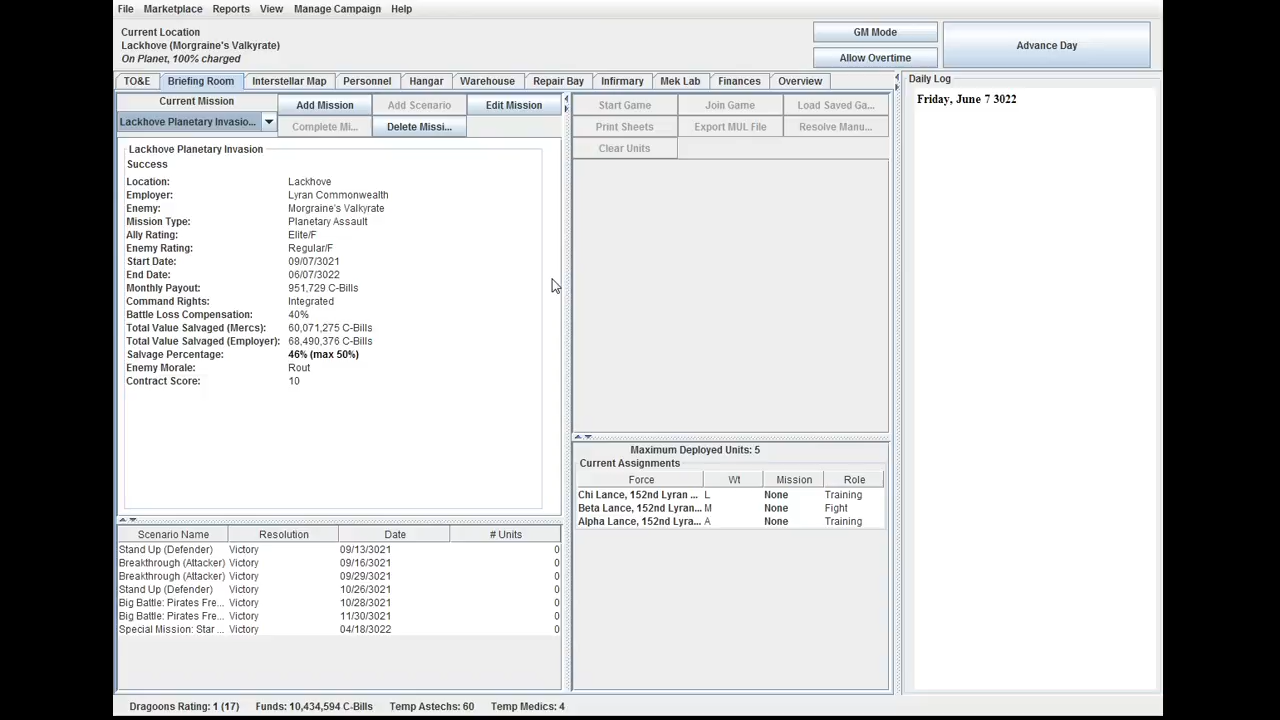 File Marketplace Reports View Manage Campaign Help
Current Location
Lackhove (Morgraine's Valkyrate)
On Planet, 100% charged
GM Mode
Allow Overtime
Advance Day
TO&E Briefing Room Interstellar Map Personnel Hangar Warehouse Repair Bay Infirmary Mek Lab Finances Overview
Current Mission
Lackhove Planetary Invasio...
Add Mission Add Scenario Edit Mission
Complete Mi... Delete Missi...
Lackhove Planetary Invasion
Success
Location: Lackhove
Employer: Lyran Commonwealth
Enemy: Morgraine's Valkyrate
Mission Type: Planetary Assault
Ally Rating: Elite/F
Enemy Rating: Regular/F
Start Date: 09/07/3021
End Date: 06/07/3022
Monthly Payout: 951,729 C-Bills
Command Rights: Integrated
Battle Loss Compensation: 40%
Total Value Salvaged (Mercs): 60,071,275 C-Bills
Total Value Salvaged (Employer): 68,490,376 C-Bills
Salvage Percentage: 46% (max 50%)
Enemy Morale: Rout
Contract Score: 10
Scenario Name Resolution Date # Units
Stand Up (Defender) Victory 09/13/3021 0
Breakthrough (Attacker) Victory 09/16/3021 0
Breakthrough (Attacker) Victory 09/29/3021 0
Stand Up (Defender) Victory 10/26/3021 0
Big Battle: Pirates Fre... Victory 10/28/3021 0
Big Battle: Pirates Fre... Victory 11/30/3021 0
Special Mission: Star ... Victory 04/18/3022 0
Start Game Join Game Load Saved Ga...
Print Sheets Export MUL File Resolve Manu...
Clear Units
Maximum Deployed Units: 5
Current Assignments
Force Wt Mission Role
Chi Lance, 152nd Lyran ... L None Training
Beta Lance, 152nd Lyran... M None Fight
Alpha Lance, 152nd Lyra... A None Training
Daily Log
Friday, June 7 3022
Dragoons Rating: 1 (17) Funds: 10,434,594 C-Bills Temp Astechs: 60 Temp Medics: 4